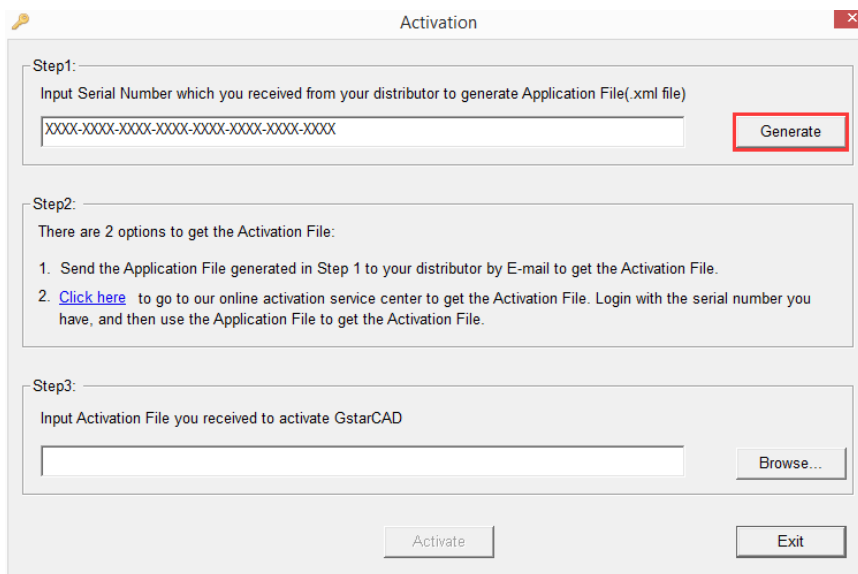 Activation
Step1:
Input Serial Number which you received from your distributor to generate Application File(.xml file)
XXXX-XXXX-XXXX-XXXX-XXXX-XXXX-XXXX-XXXX
Generate
Step2:
There are 2 options to get the Activation File:
1. Send the Application File generated in Step 1 to your distributor by E-mail to get the Activation File.
2. Click here to go to our online activation service center to get the Activation File. Login with the serial number you
have, and then use the Application File to get the Activation File.
Step3:
Input Activation File you received to activate GstarCAD
Browse...
Activate
Exit